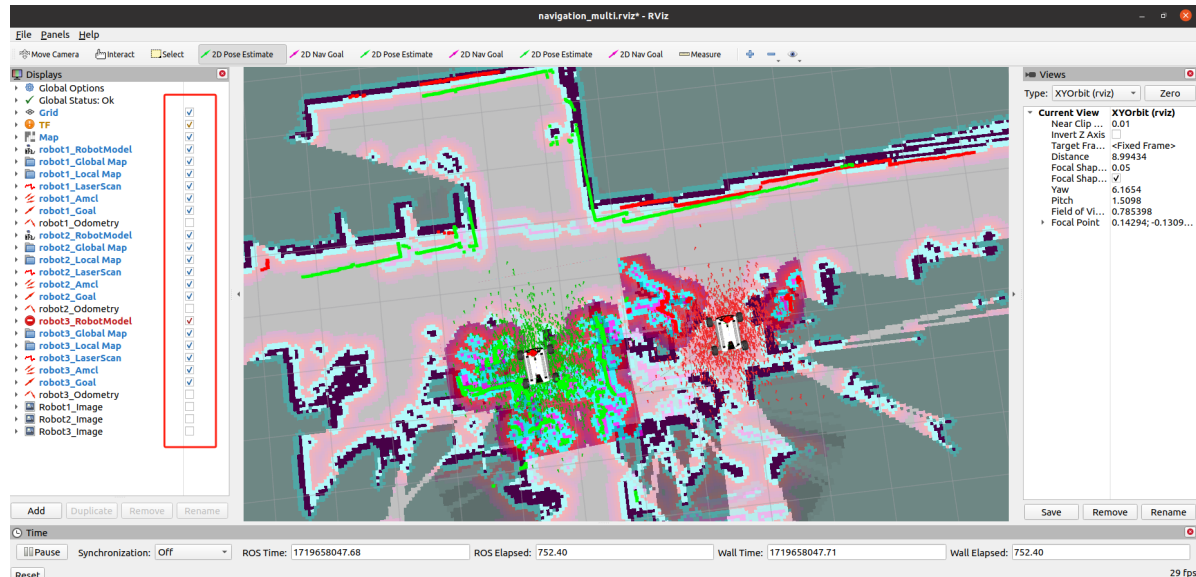 navigation_multi.rviz* - RViz
File Panels Help
Move Camera Interact Select 2D Pose Estimate 2D Nav Goal 2D Pose Estimate 2D Nav Goal 2D Pose Estimate 2D Nav Goal Measure
Displays
Global Options
Global Status: Ok
Grid
TF
Map
robot1_RobotModel
robot1_Global Map
robot1_Local Map
robot1_LaserScan
robot1_Amcl
robot1_Goal
robot1_Odometry
robot2_RobotModel
robot2_Global Map
robot2_Local Map
robot2_LaserScan
robot2_Amcl
robot2_Goal
robot2_Odometry
robot3_RobotModel
robot3_Global Map
robot3_Local Map
robot3_LaserScan
robot3_Amcl
robot3_Goal
robot3_Odometry
Robot1_Image
Robot2_Image
Robot3_Image
Add Duplicate Remove Rename
Views
Type: XYOrbit (rviz) Zero
Current View XYOrbit (rviz)
Near Clip ... 0.01
Invert Z Axis
Target Fra... <Fixed Frame>
Distance 8.99434
Focal Shap... 0.05
Focal Shap...
Yaw 6.1654
Pitch 1.5098
Field of Vi... 0.785398
Focal Point 0.14294; -0.1309...
Save Remove Rename
Time
Pause Synchronization: Off ROS Time: 1719658047.68 ROS Elapsed: 752.40 Wall Time: 1719658047.71 Wall Elapsed: 752.40
Reset 29 fps